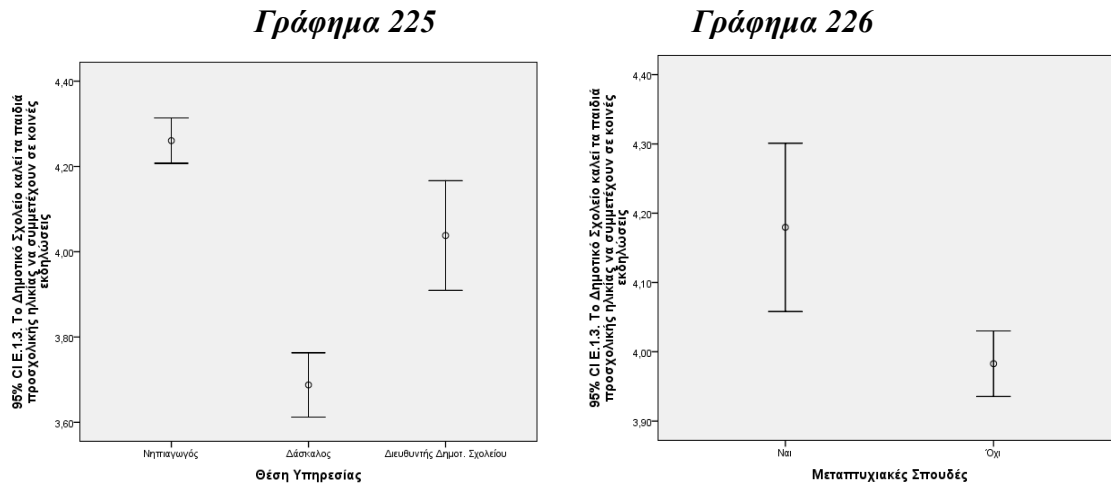 Γράφημα 225
Γράφημα 226
95% CI E.1.3. Το Δημοτικό Σχολείο καλεί τα παιδιά
προσχολικής ηλικίας να συμμετέχουν σε κοινές
εκδηλώσεις
4,40
4,20
4,00
3,80
3,60
Νηπιαγωγός
Δάσκαλος
Διευθυντής Δημοτ. Σχολείου
Θέση Υπηρεσίας
95% CI E.1.3. Το Δημοτικό Σχολείο καλεί τα παιδιά
προσχολικής ηλικίας να συμμετέχουν σε κοινές
εκδηλώσεις
4,40
4,30
4,20
4,10
4,00
3,90
Ναι
Όχι
Μεταπτυχιακές Σπουδές